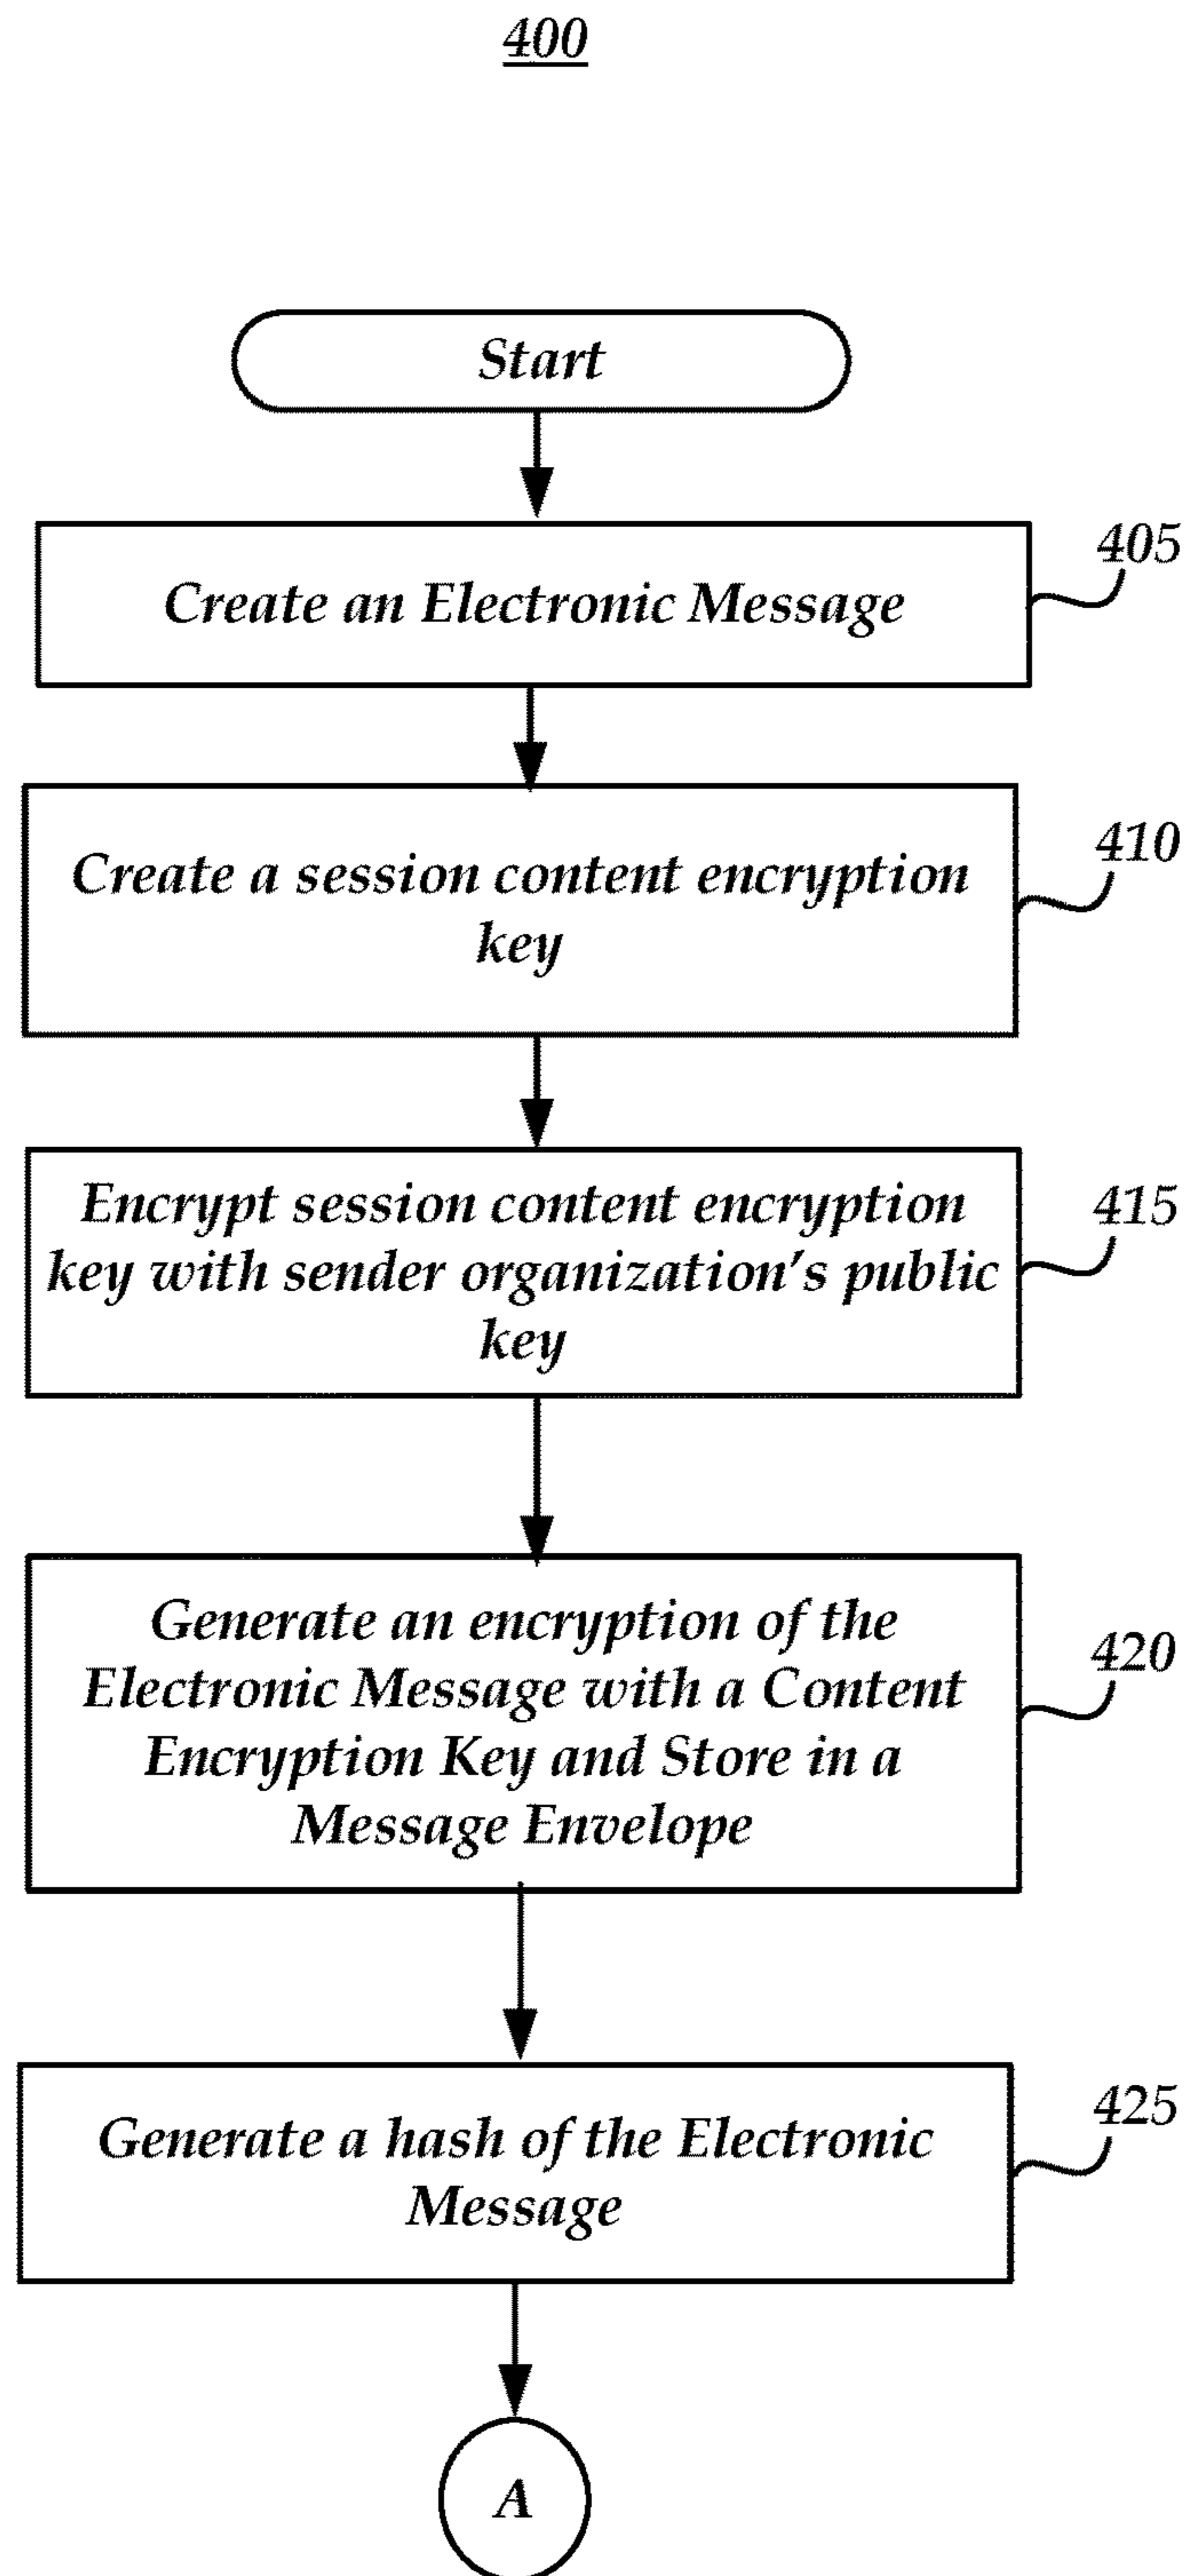 400
Start
Create an Electronic Message
405
Create a session content encryption
key
410
Encrypt session content encryption
key with sender organization's public
key
415
Generate an encryption of the
Electronic Message with a Content
Encryption Key and Store in a
Message Envelope
420
Generate a hash of the Electronic
Message
425
A